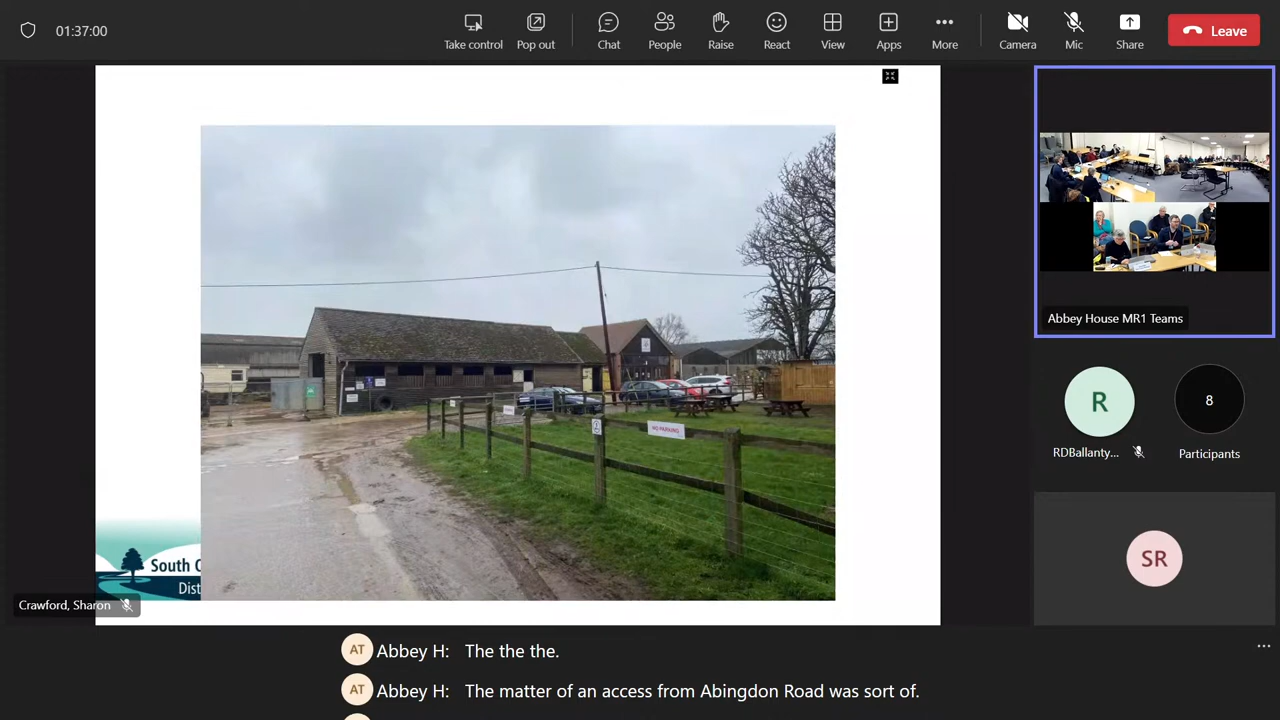 01:37:00
Take control
Pop out
Chat
People
Raise
React
View
Apps
More
Camera
Mic
Share
Leave
NO PARKING
South O
Dist
Crawford, Sharon
Abbey House MR1 Teams
R
RDBallanty...
8
Participants
SR
AT Abbey H: The the the.
AT Abbey H: The matter of an access from Abingdon Road was sort of.